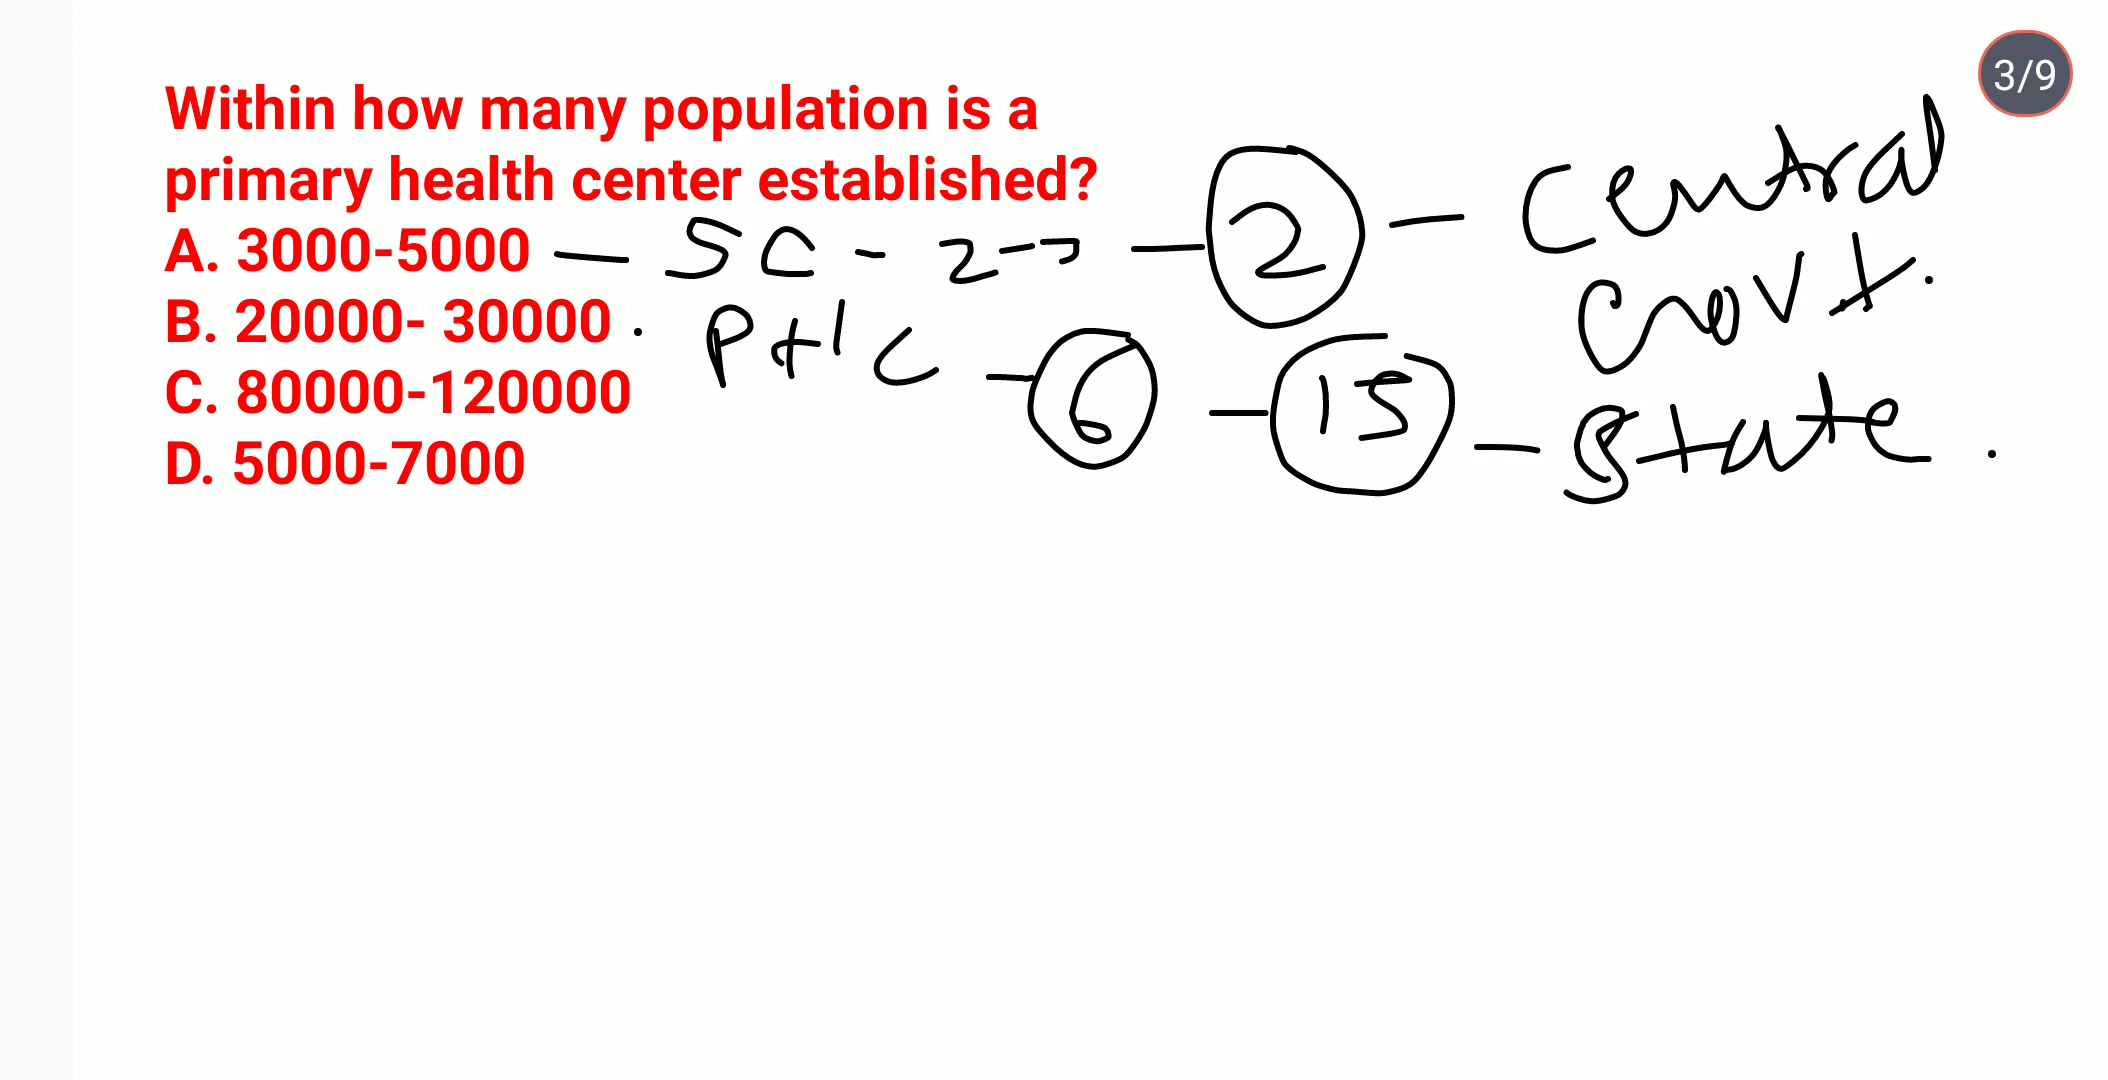 3/9
Within how many population is a
primary health center established?
A. 3000-5000 — SC - 2-- — 2 — Central
Govt.
B. 20000- 30000 . PHC - 6 — 15 — State .
C. 80000-120000
D. 5000-7000